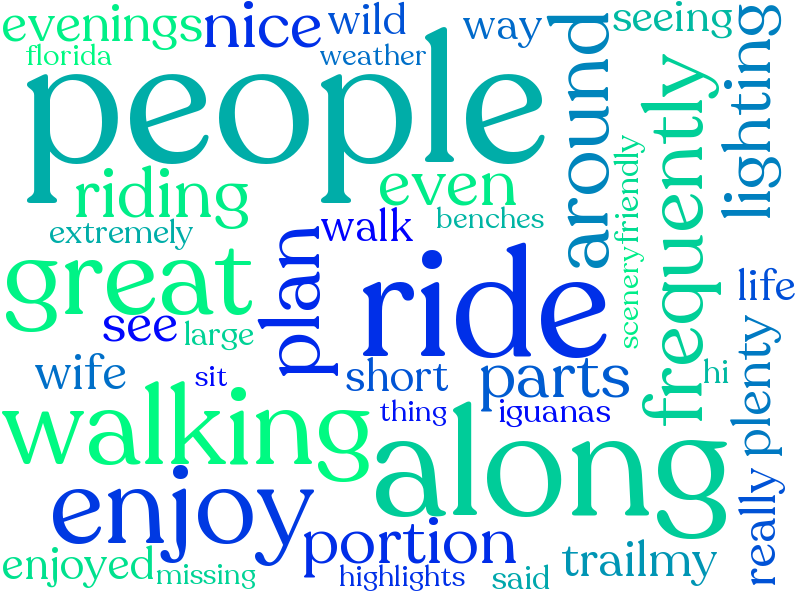 evenings
nice
wild
way
seeing
florida
weather
people
around
lighting
frequently
friendly
riding
even
extremely
walk
benches
great
plan
ride
scenery
see
large
life
wife
sit
short
parts
hi
really plenty
walking
thing
iguanas
along
enjoy
portion
enjoyed
missing
highlights
said
trailmy